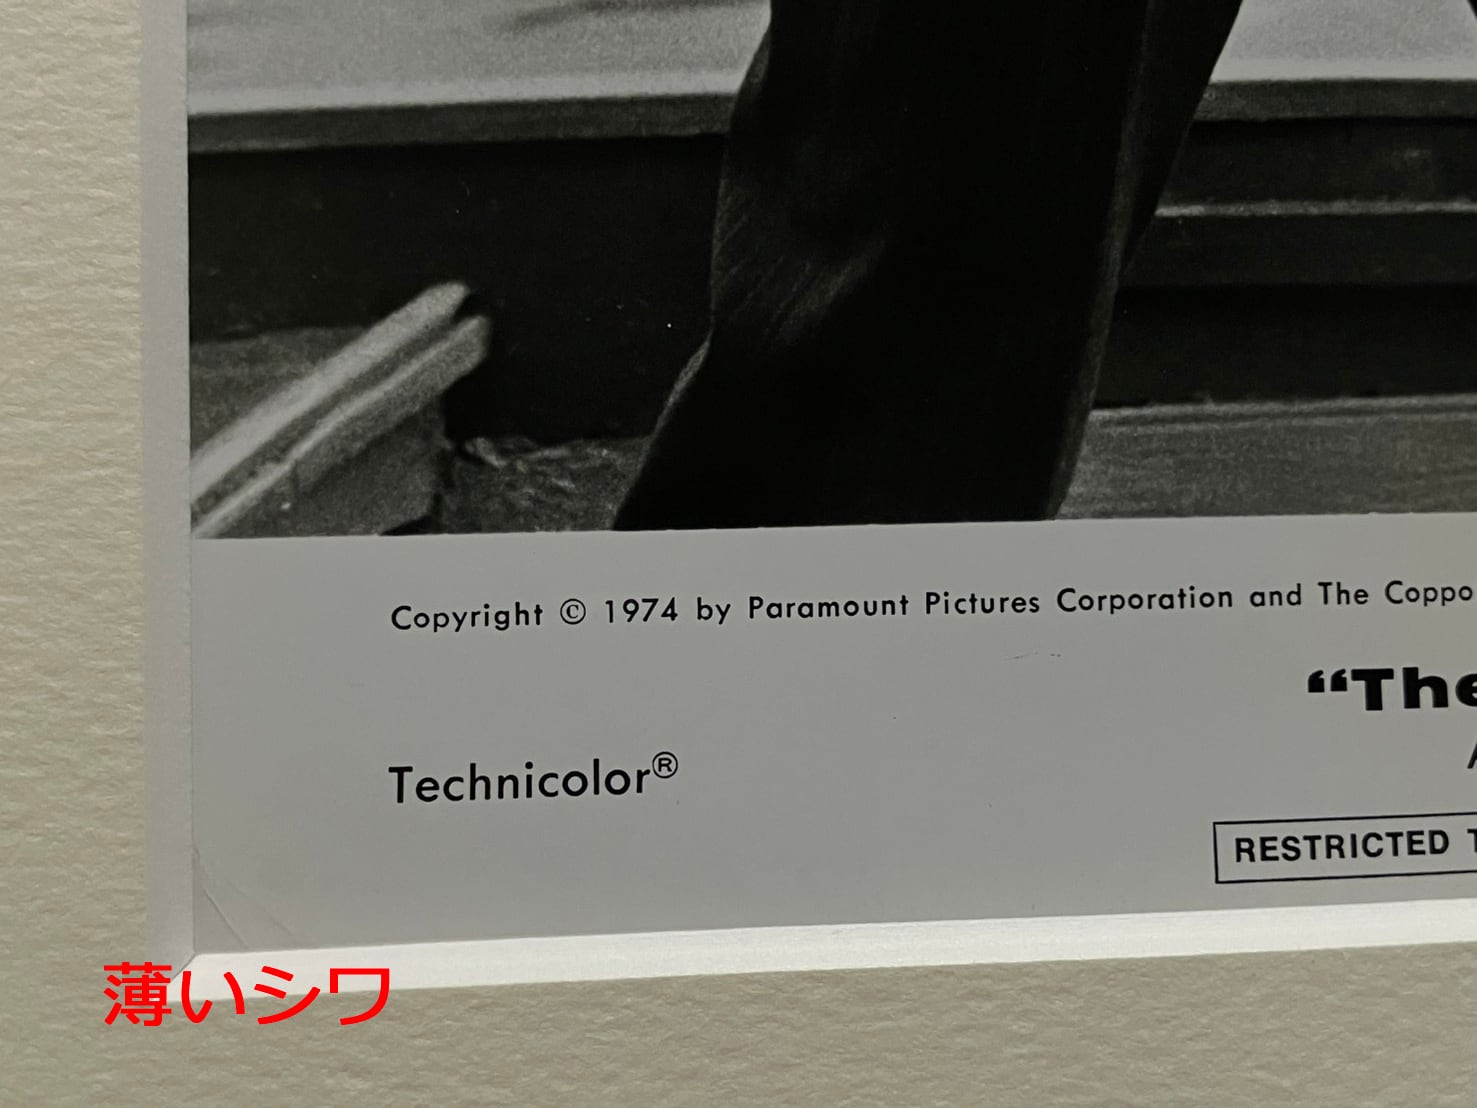 Copyright © 1974 by Paramount Pictures Corporation and The Coppo
“The
Technicolor®
RESTRICTED
薄いシワ